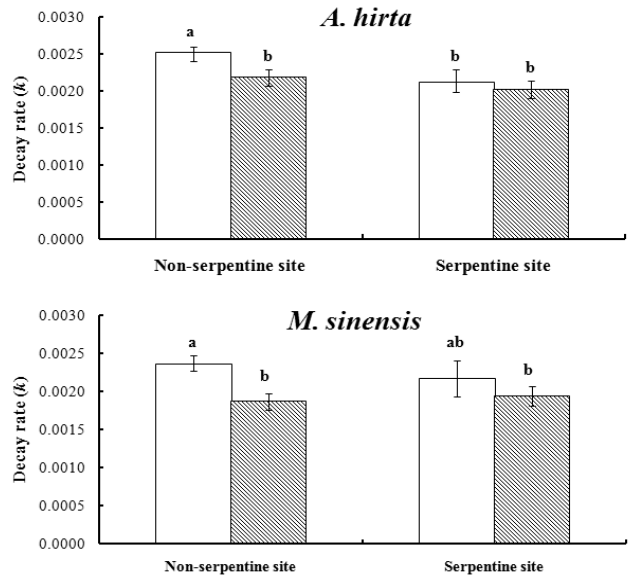 A. hirta
0.0030
0.0025
0.0020
0.0015
0.0010
0.0005
0.0000
Decay rate (k)
a
b
b
b
Non-serpentine site
Serpentine site
M. sinensis
0.0030
0.0025
0.0020
0.0015
0.0010
0.0005
0.0000
Decay rate (k)
a
b
ab
b
Non-serpentine site
Serpentine site